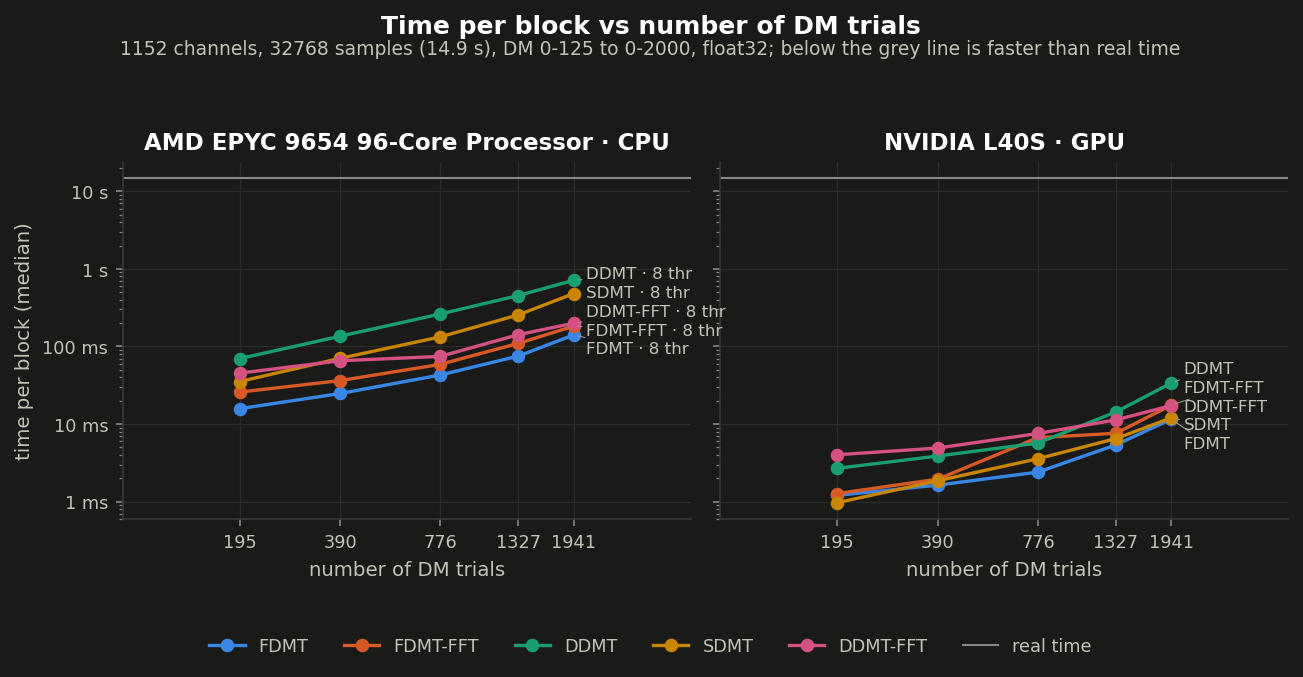 Time per block vs number of DM trials
1152 channels, 32768 samples (14.9 s), DM 0-125 to 0-2000, float32; below the grey line is faster than real time
AMD EPYC 9654 96-Core Processor · CPU
time per block (median)
10 s
1 s
100 ms
10 ms
1 ms
DDMT · 8 thr
SDMT · 8 thr
DDMT-FFT · 8 thr
FDMT-FFT · 8 thr
FDMT · 8 thr
195 390 776 1327 1941
number of DM trials
NVIDIA L40S · GPU
DDMT
FDMT-FFT
DDMT-FFT
SDMT
FDMT
195 390 776 1327 1941
number of DM trials
FDMT FDMT-FFT DDMT SDMT DDMT-FFT real time